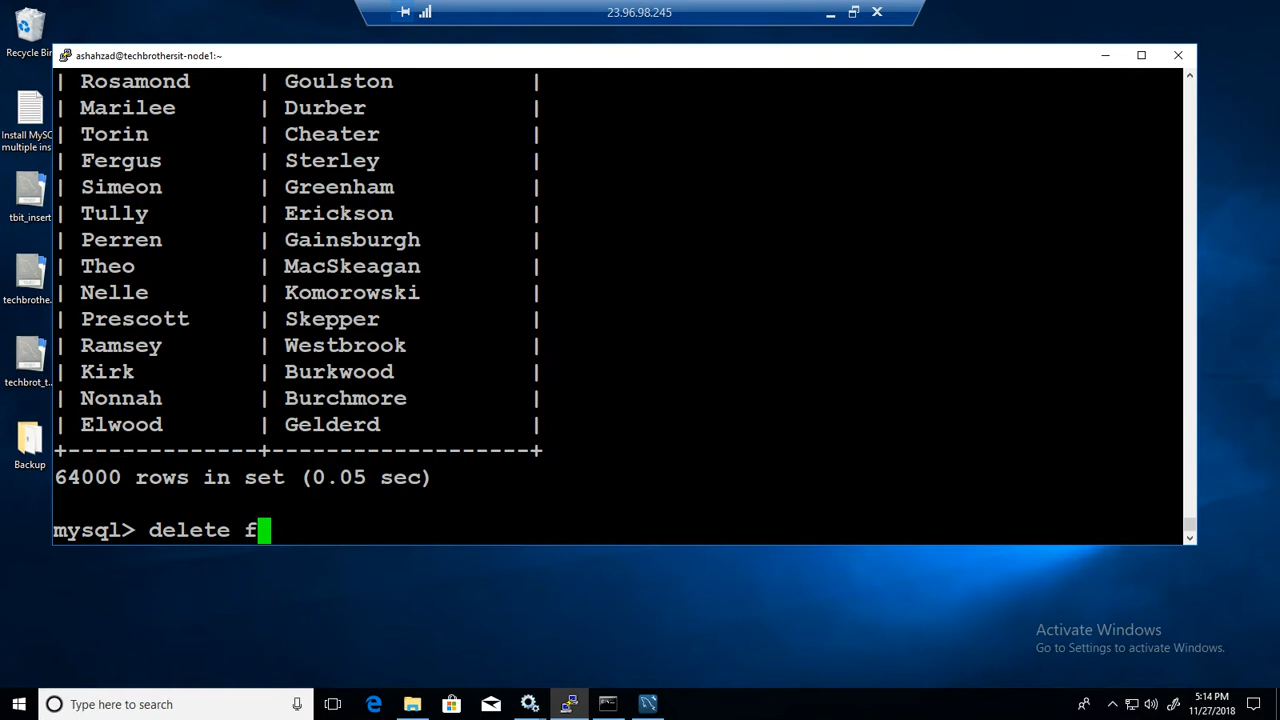 23.96.98.245
Recycle Bin
ashahzad@techbrothersit-node1:~
| Rosamond | Goulston |
| Marilee | Durber |
| Torin | Cheater |
| Fergus | Sterley |
| Simeon | Greenham |
| Tully | Erickson |
| Perren | Gainsburgh |
| Theo | MacSkeagan |
| Nelle | Komorowski |
| Prescott | Skepper |
| Ramsey | Westbrook |
| Kirk | Burkwood |
| Nonnah | Burchmore |
| Elwood | Gelderd |
+--------------+-------------------+
64000 rows in set (0.05 sec)
mysql> delete f
Install MySC
multiple ins
tbit_insert
techbrothe..
techbrot_t...
Backup
Activate Windows
Go to Settings to activate Windows.
Type here to search
5:14 PM
11/27/2018